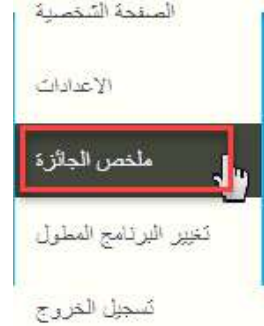 الصفحة الشخصية
الاعدادات
ملخص الجائزة
تغيير البرنامج المطول
تسجيل الخروج